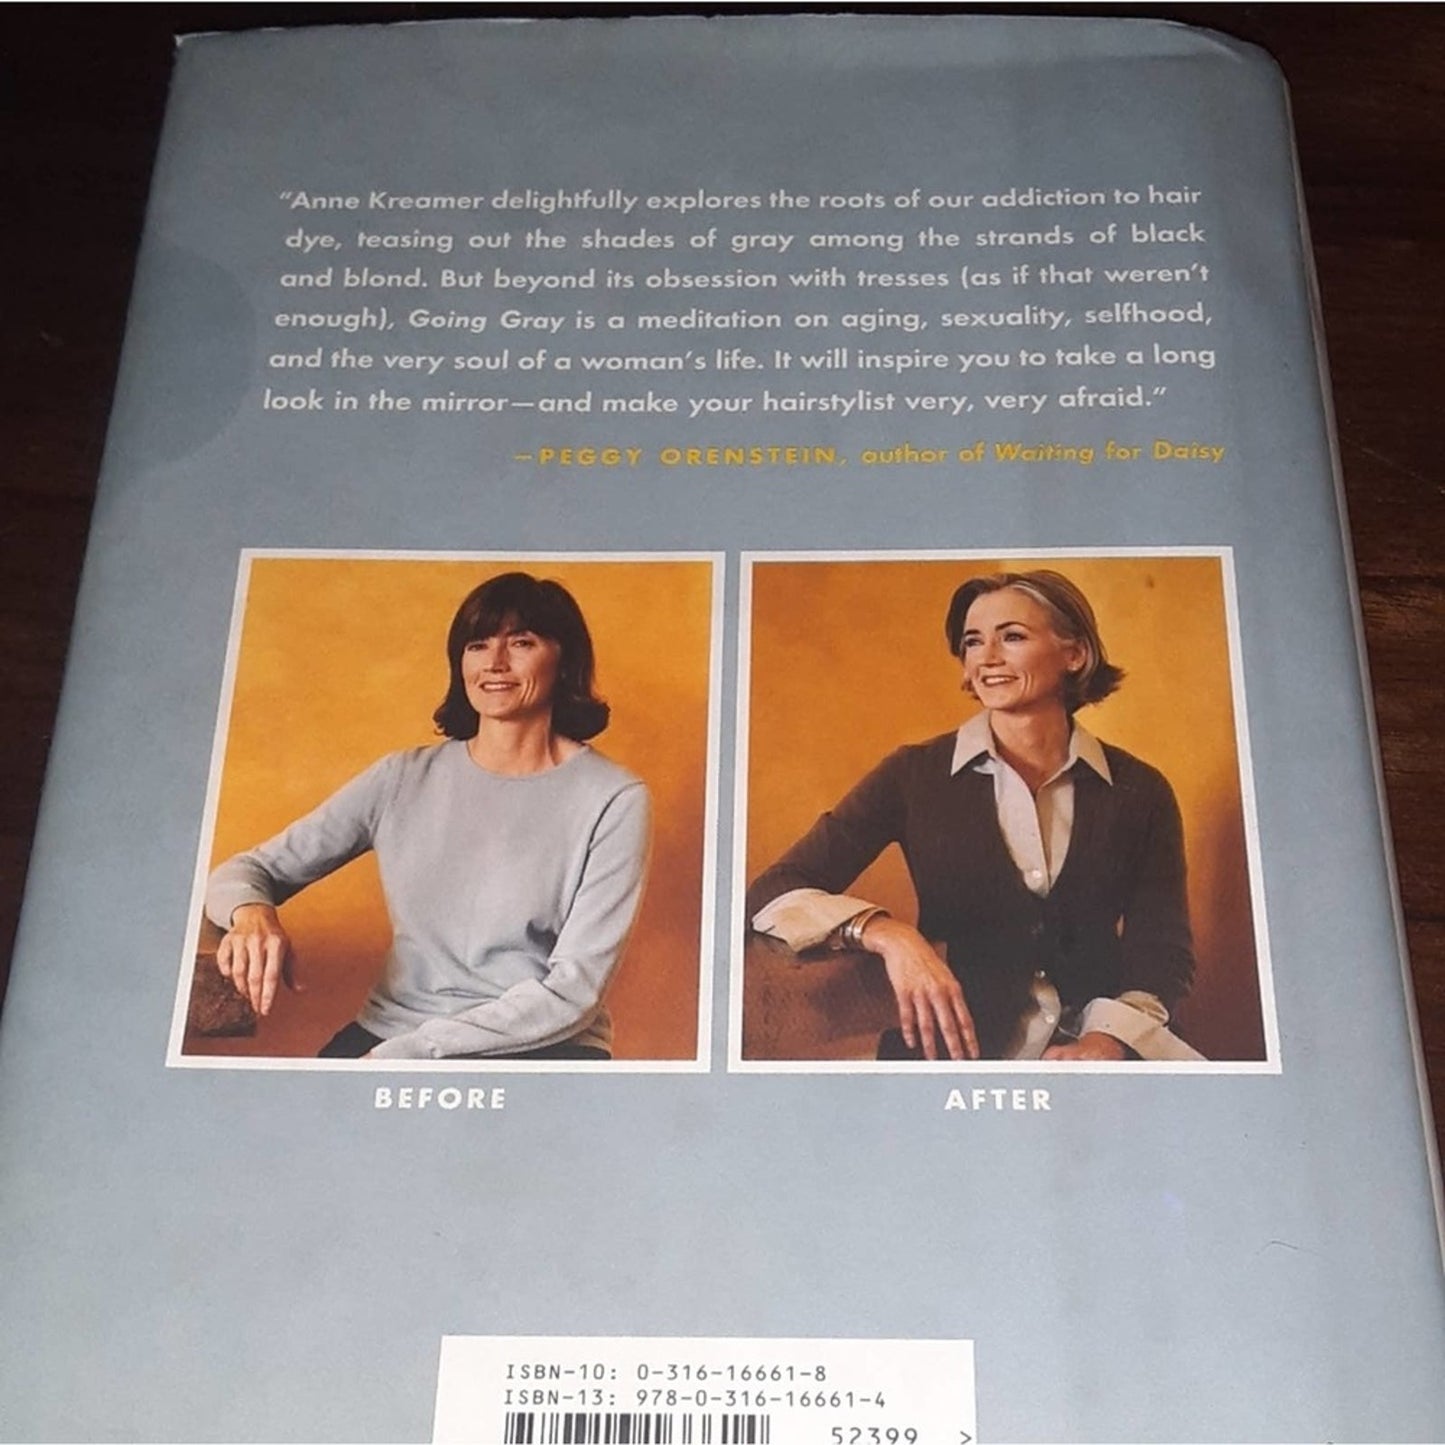 "Anne Kreamer delightfully explores the roots of our addiction to hair
dye, teasing out the shades of gray among the strands of black
and blond. But beyond its obsession with tresses (as if that weren't
enough), Going Gray is a meditation on aging, sexuality, selfhood,
and the very soul of a woman's life. It will inspire you to take a long
look in the mirror—and make your hairstylist very, very afraid."
—PEGGY ORENSTEIN, author of Waiting for Daisy
BEFORE
AFTER
ISBN-10: 0-316-16661-8
ISBN-13: 978-0-316-16661-4
52399 >